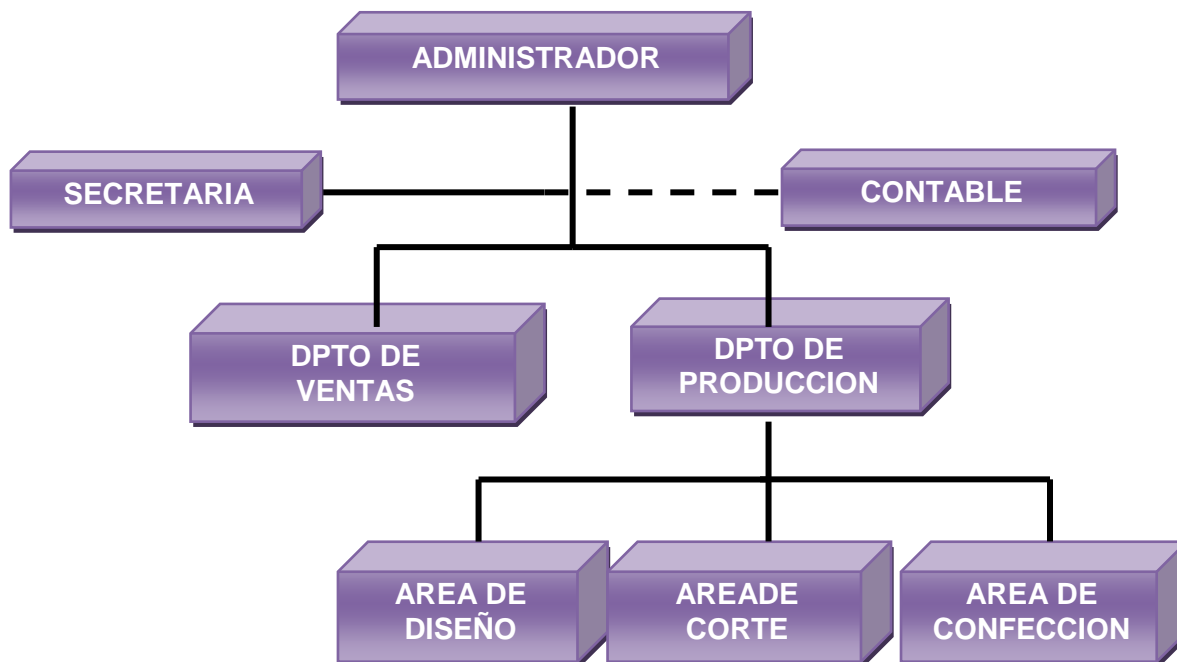 ADMINISTRADOR
SECRETARIA
CONTABLE
DPTO DE
VENTAS
DPTO DE
PRODUCCION
AREA DE
DISEÑO
AREADE
CORTE
AREA DE
CONFECCION